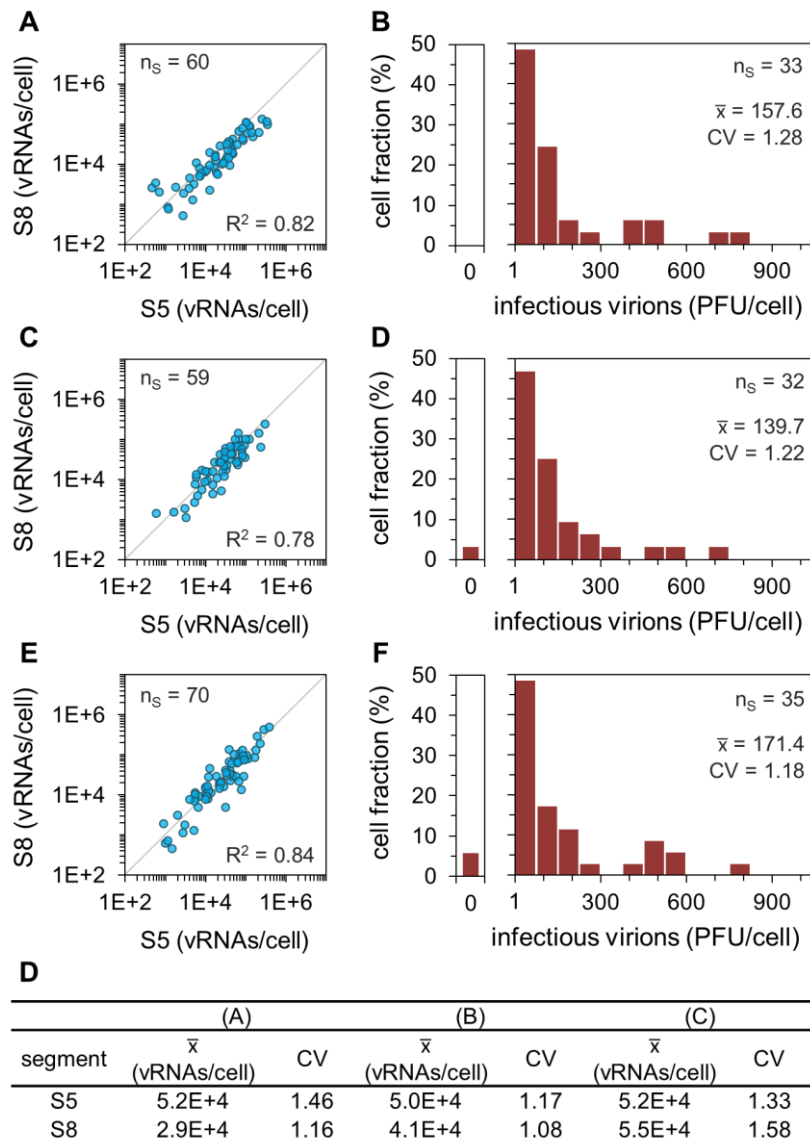 A
n_S = 60
1E+6
1E+4
1E+2
S8 (vRNAs/cell)
R² = 0.82
1E+2 1E+4 1E+6
S5 (vRNAs/cell)
B
50
40
30
20
10
0
cell fraction (%)
n_S = 33
x̄ = 157.6
CV = 1.28
0 1 300 600 900
infectious virions (PFU/cell)
C
n_S = 59
1E+6
1E+4
1E+2
S8 (vRNAs/cell)
R² = 0.78
1E+2 1E+4 1E+6
S5 (vRNAs/cell)
D
50
40
30
20
10
0
cell fraction (%)
n_S = 32
x̄ = 139.7
CV = 1.22
0 1 300 600 900
infectious virions (PFU/cell)
E
n_S = 70
1E+6
1E+4
1E+2
S8 (vRNAs/cell)
R² = 0.84
1E+2 1E+4 1E+6
S5 (vRNAs/cell)
F
50
40
30
20
10
0
cell fraction (%)
n_S = 35
x̄ = 171.4
CV = 1.18
0 1 300 600 900
infectious virions (PFU/cell)
D
(A) (B) (C)
segment x̄ (vRNAs/cell) CV x̄ (vRNAs/cell) CV x̄ (vRNAs/cell) CV
S5 5.2E+4 1.46 5.0E+4 1.17 5.2E+4 1.33
S8 2.9E+4 1.16 4.1E+4 1.08 5.5E+4 1.58